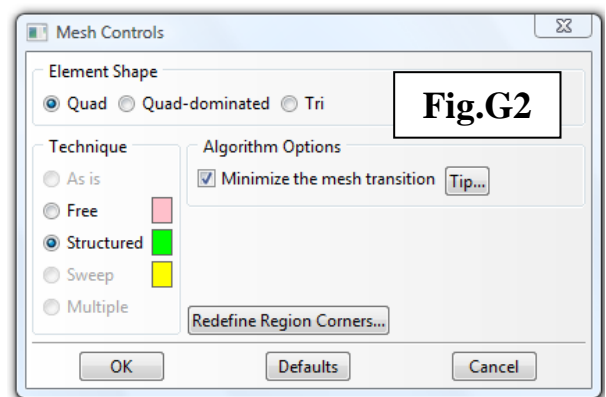 Mesh Controls
Element Shape
Quad Quad-dominated Tri
Fig.G2
Technique
As is
Free
Structured
Sweep
Multiple
Algorithm Options
Minimize the mesh transition Tip...
Redefine Region Corners...
OK Defaults Cancel